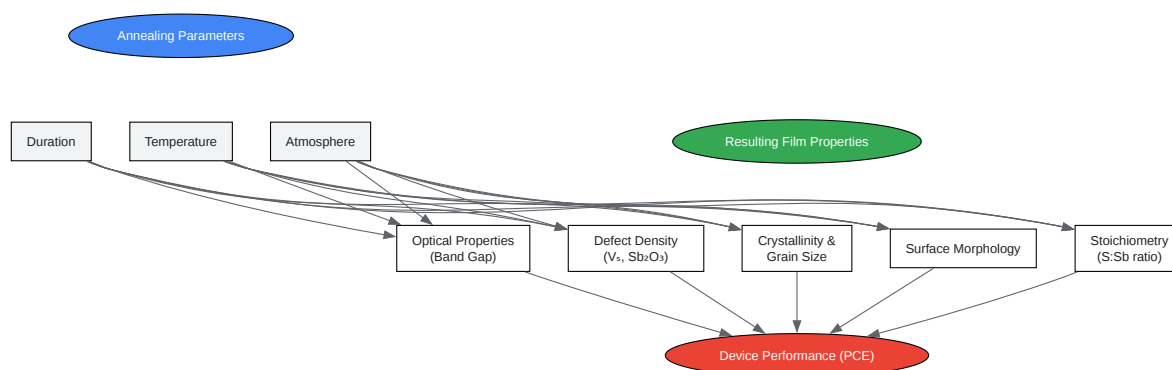 Annealing Parameters
Duration
Temperature
Atmosphere
Resulting Film Properties
Optical Properties
(Band Gap)
Defect Density
(Vₛ, Sb₂O₃)
Crystallinity &
Grain Size
Surface Morphology
Stoichiometry
(S:Sb ratio)
Device Performance (PCE)